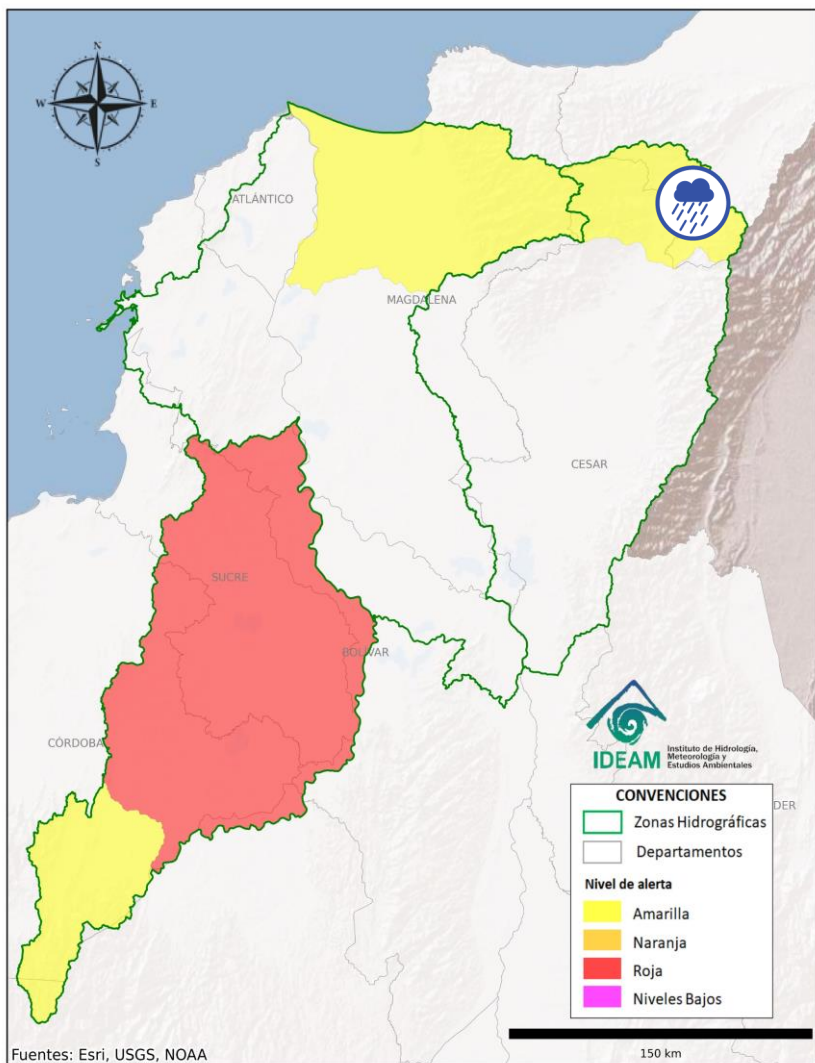 N
W
E
S
ATLÁNTICO
MAGDALENA
CESAR
SUCRE
BOLÍVAR
CÓRDOBA
IDEAM
Instituto de Hidrología,
Meteorología y
Estudios Ambientales
CONVENCIONES
Zonas Hidrográficas
DER
Departamentos
Nivel de alerta
Amarilla
Naranja
Roja
Niveles Bajos
150 km
Fuentes: Esri, USGS, NOAA